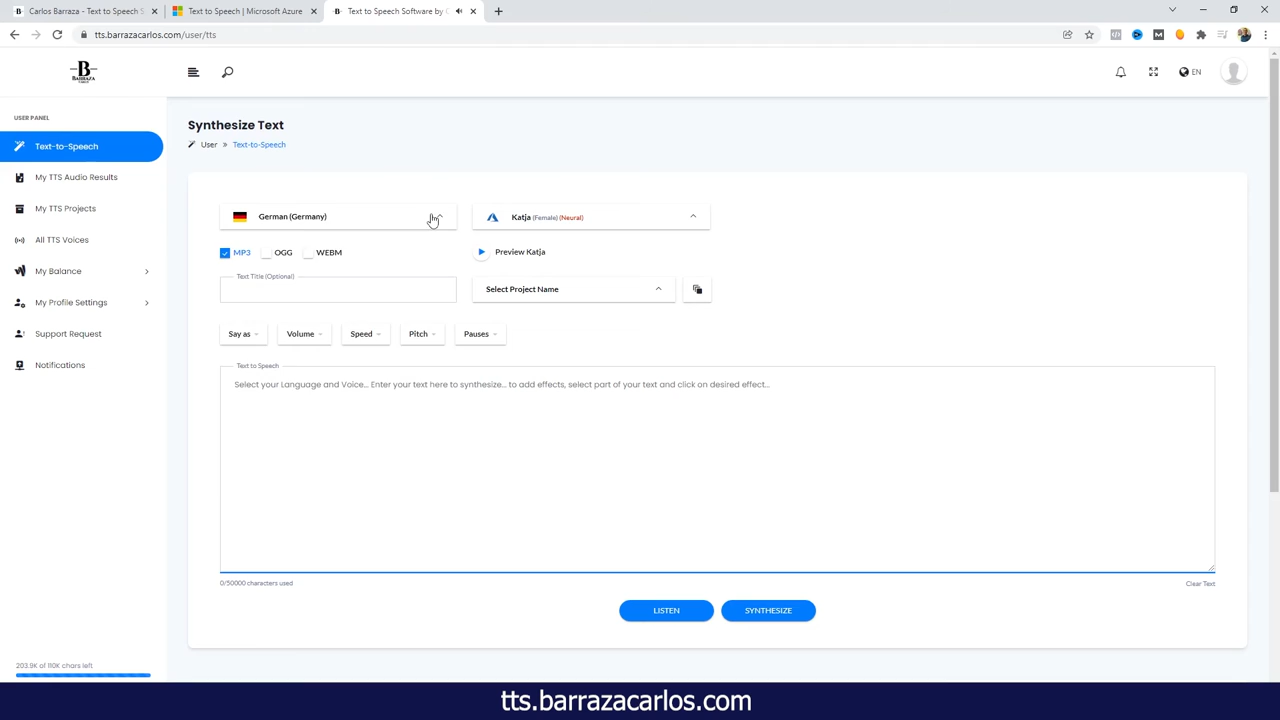 Carlos Barraza - Text to Speech S
Text to Speech | Microsoft Azure
Text to Speech Software by C
tts.barrazacarlos.com/user/tts
B
BARRAZA
CARLOS
EN
USER PANEL
Text-to-Speech
My TTS Audio Results
My TTS Projects
All TTS Voices
My Balance
My Profile Settings
Support Request
Notifications
203.9K of 110K chars left
Synthesize Text
User » Text-to-Speech
German (Germany)
Katja (Female) (Neural)
MP3 OGG WEBM
Preview Katja
Text Title (Optional)
Select Project Name
Say as Volume Speed Pitch Pauses
Text to Speech
Select your Language and Voice... Enter your text here to synthesize... to add effects, select part of your text and click on desired effect...
0/50000 characters used
Clear Text
LISTEN SYNTHESIZE
tts.barrazacarlos.com